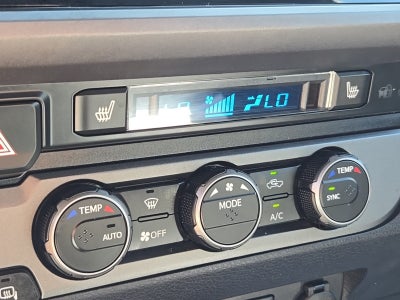 LO LO
TEMP TEMP
MODE SYNC
AUTO OFF A/C